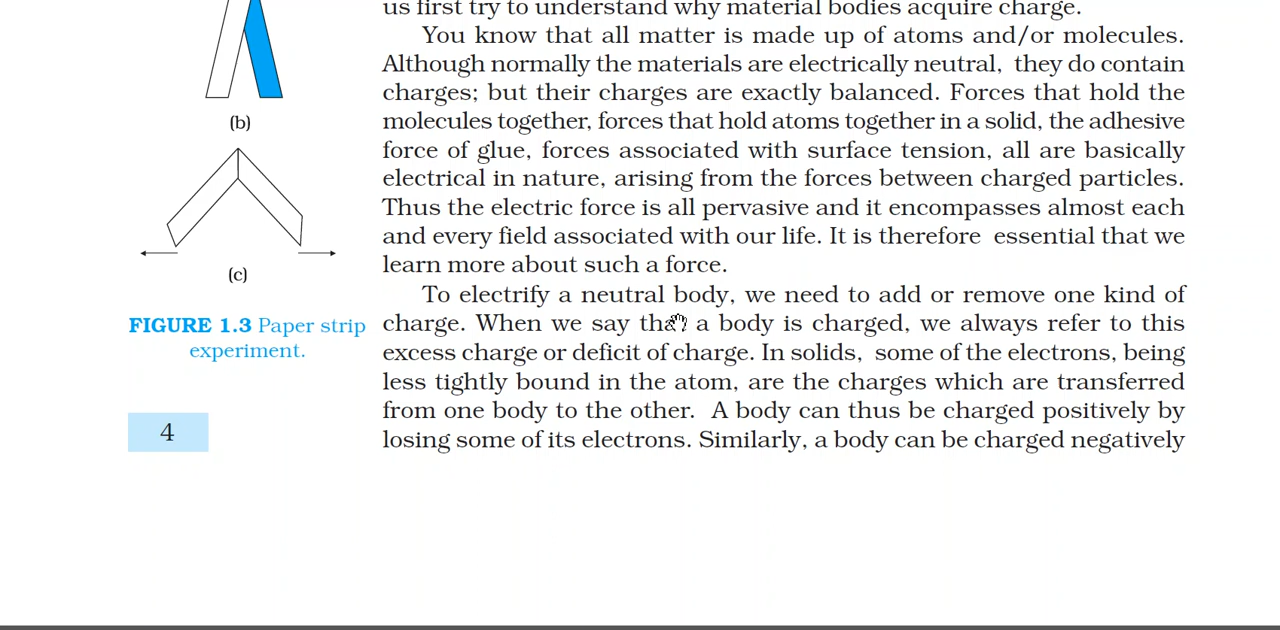 us first try to understand why material bodies acquire charge.
You know that all matter is made up of atoms and/or molecules.
Although normally the materials are electrically neutral, they do contain
charges; but their charges are exactly balanced. Forces that hold the
molecules together, forces that hold atoms together in a solid, the adhesive
force of glue, forces associated with surface tension, all are basically
electrical in nature, arising from the forces between charged particles.
Thus the electric force is all pervasive and it encompasses almost each
and every field associated with our life. It is therefore essential that we
learn more about such a force.
To electrify a neutral body, we need to add or remove one kind of
charge. When we say that a body is charged, we always refer to this
excess charge or deficit of charge. In solids, some of the electrons, being
less tightly bound in the atom, are the charges which are transferred
from one body to the other. A body can thus be charged positively by
losing some of its electrons. Similarly, a body can be charged negatively
(b)
(c)
FIGURE 1.3 Paper strip
experiment.
4